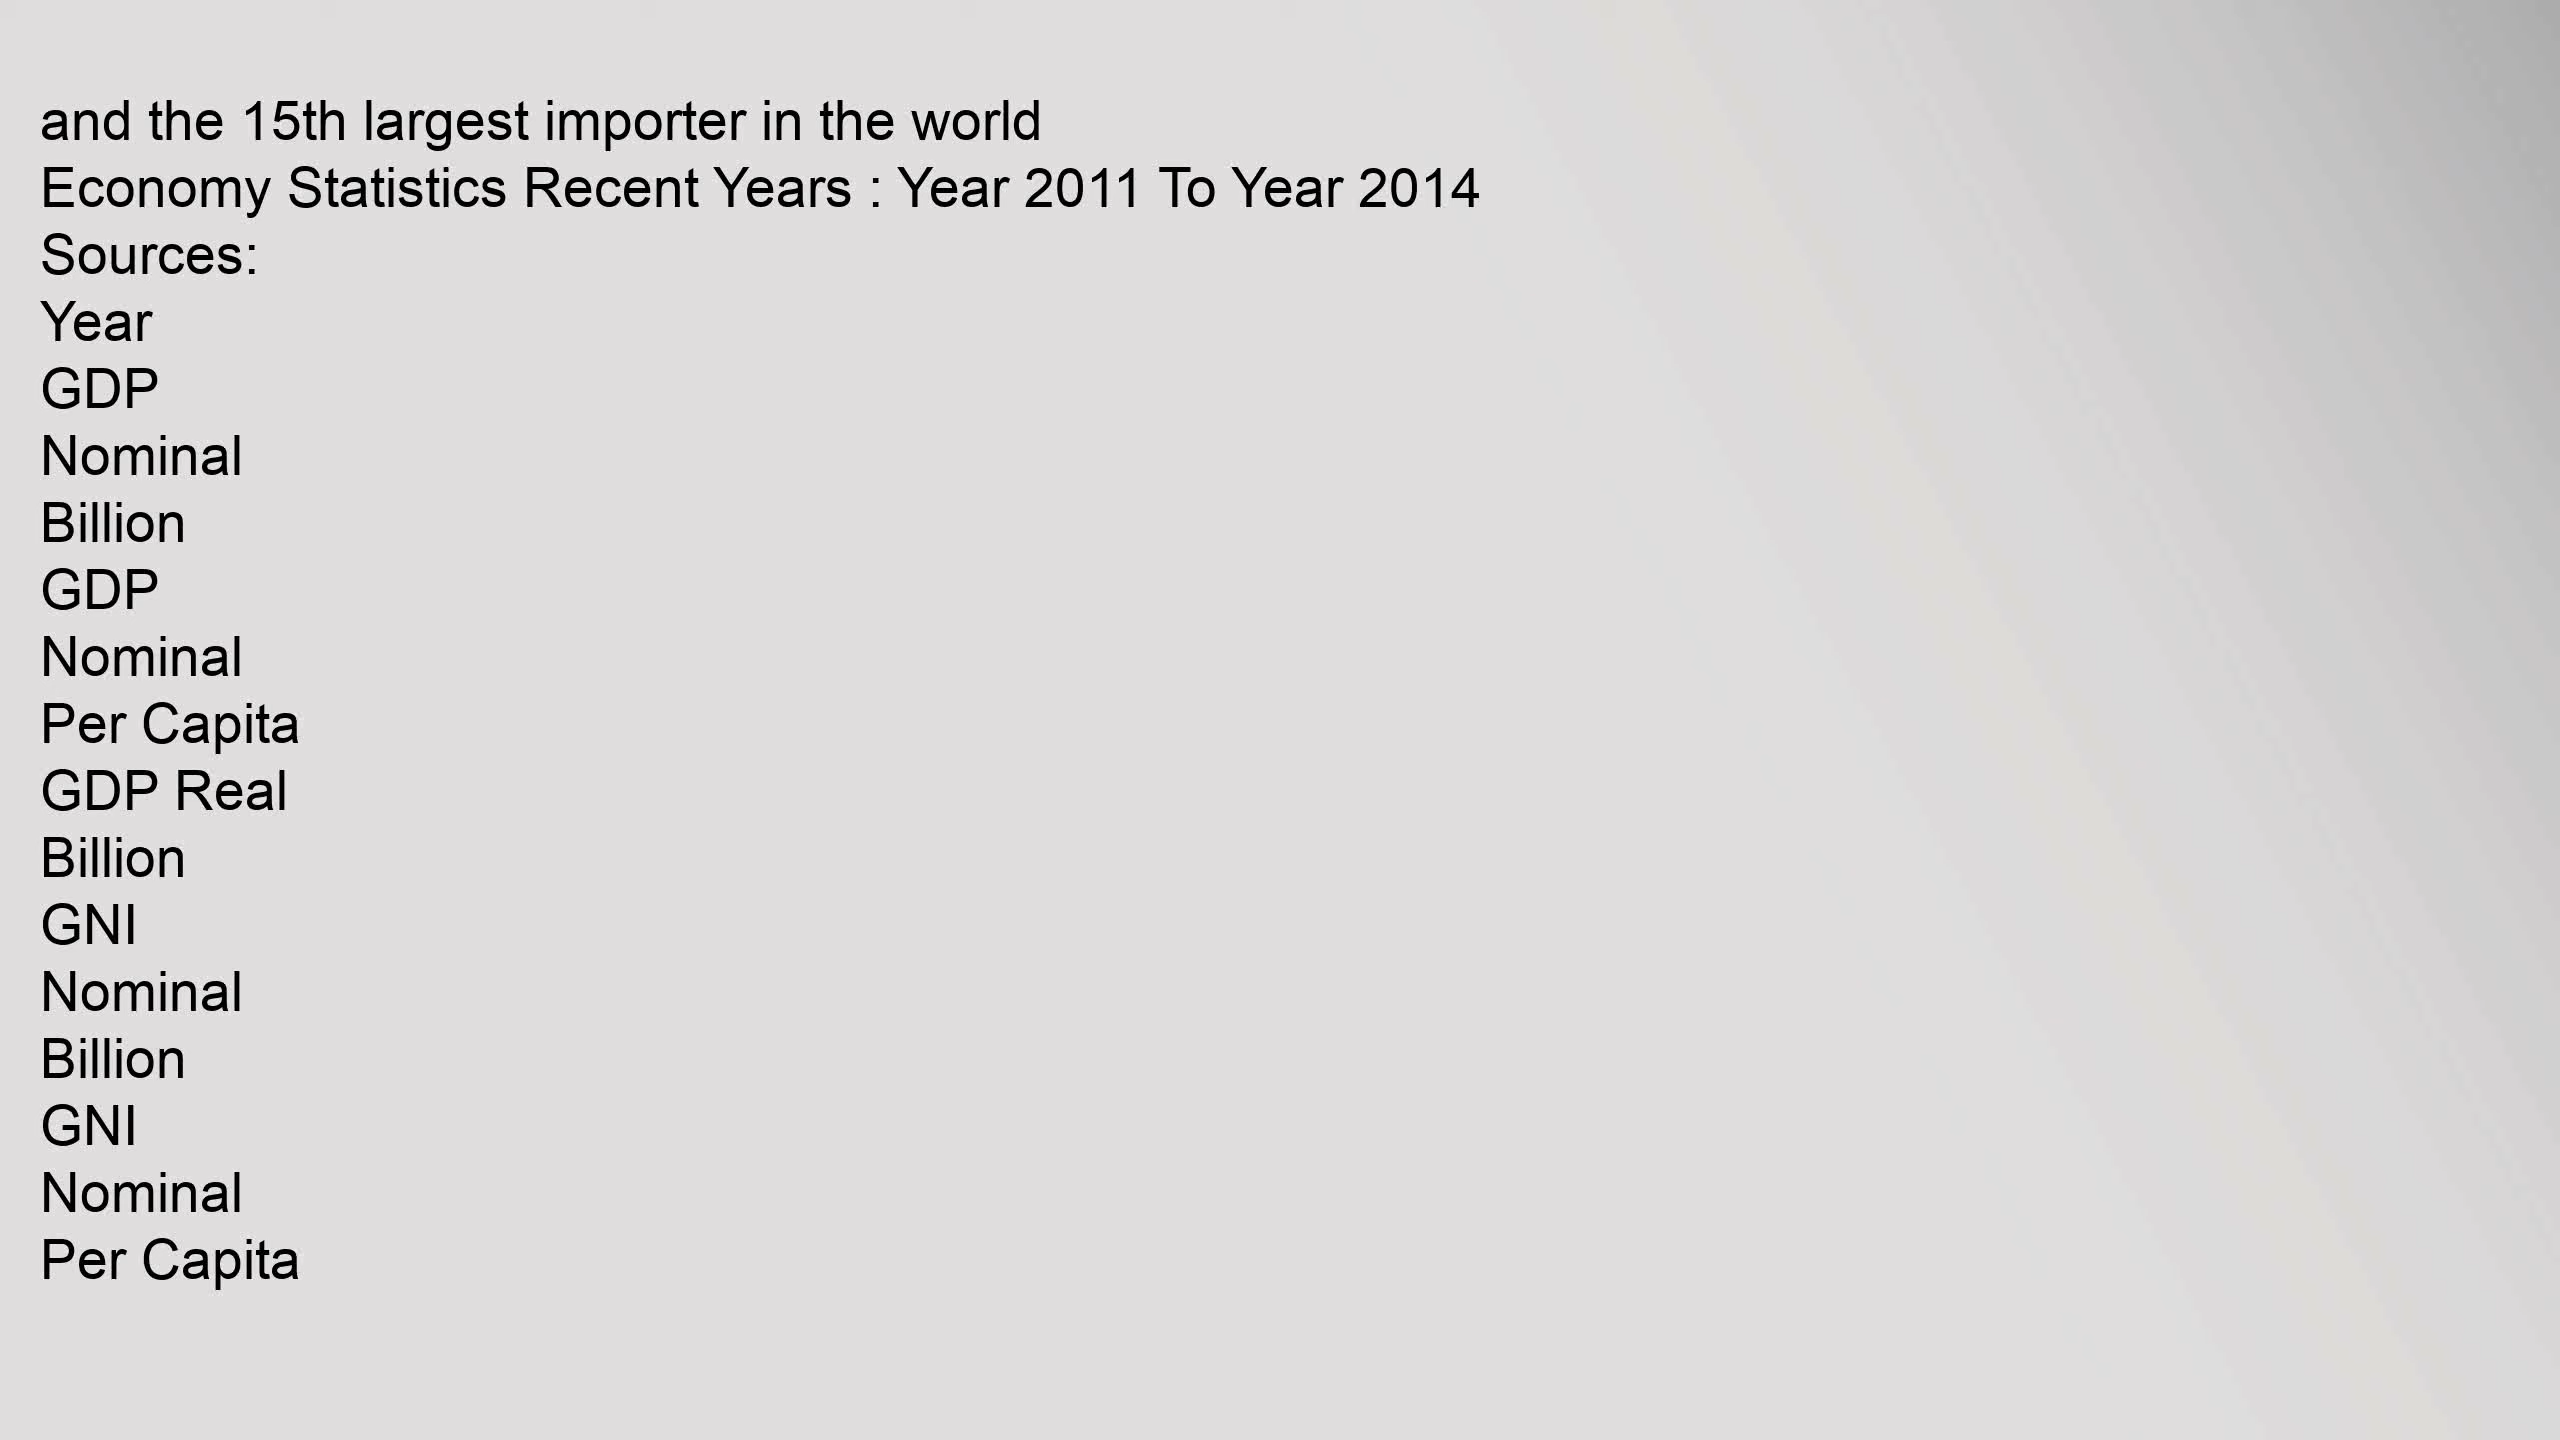 and the 15th largest importer in the world
Economy Statistics Recent Years : Year 2011 To Year 2014
Sources:
Year
GDP
Nominal
Billion
GDP
Nominal
Per Capita
GDP Real
Billion
GNI
Nominal
Billion
GNI
Nominal
Per Capita